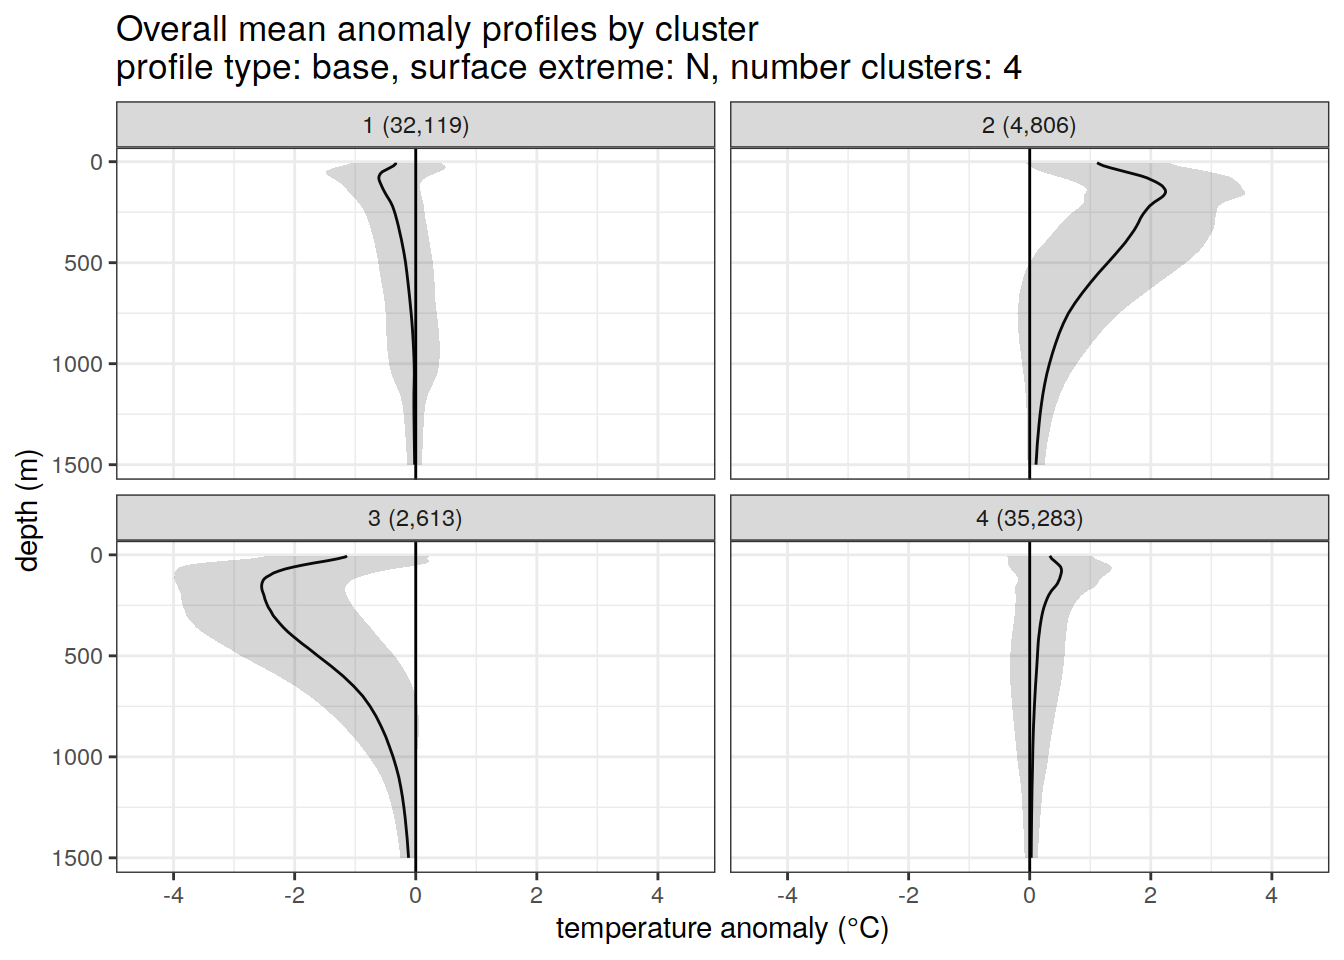 Overall mean anomaly profiles by cluster
profile type: base, surface extreme: N, number clusters: 4
1 (32,119)
2 (4,806)
0
500
1000
1500
3 (2,613)
4 (35,283)
0
500
1000
1500
depth (m)
-4 -2 0 2 4
-4 -2 0 2 4
temperature anomaly (°C)